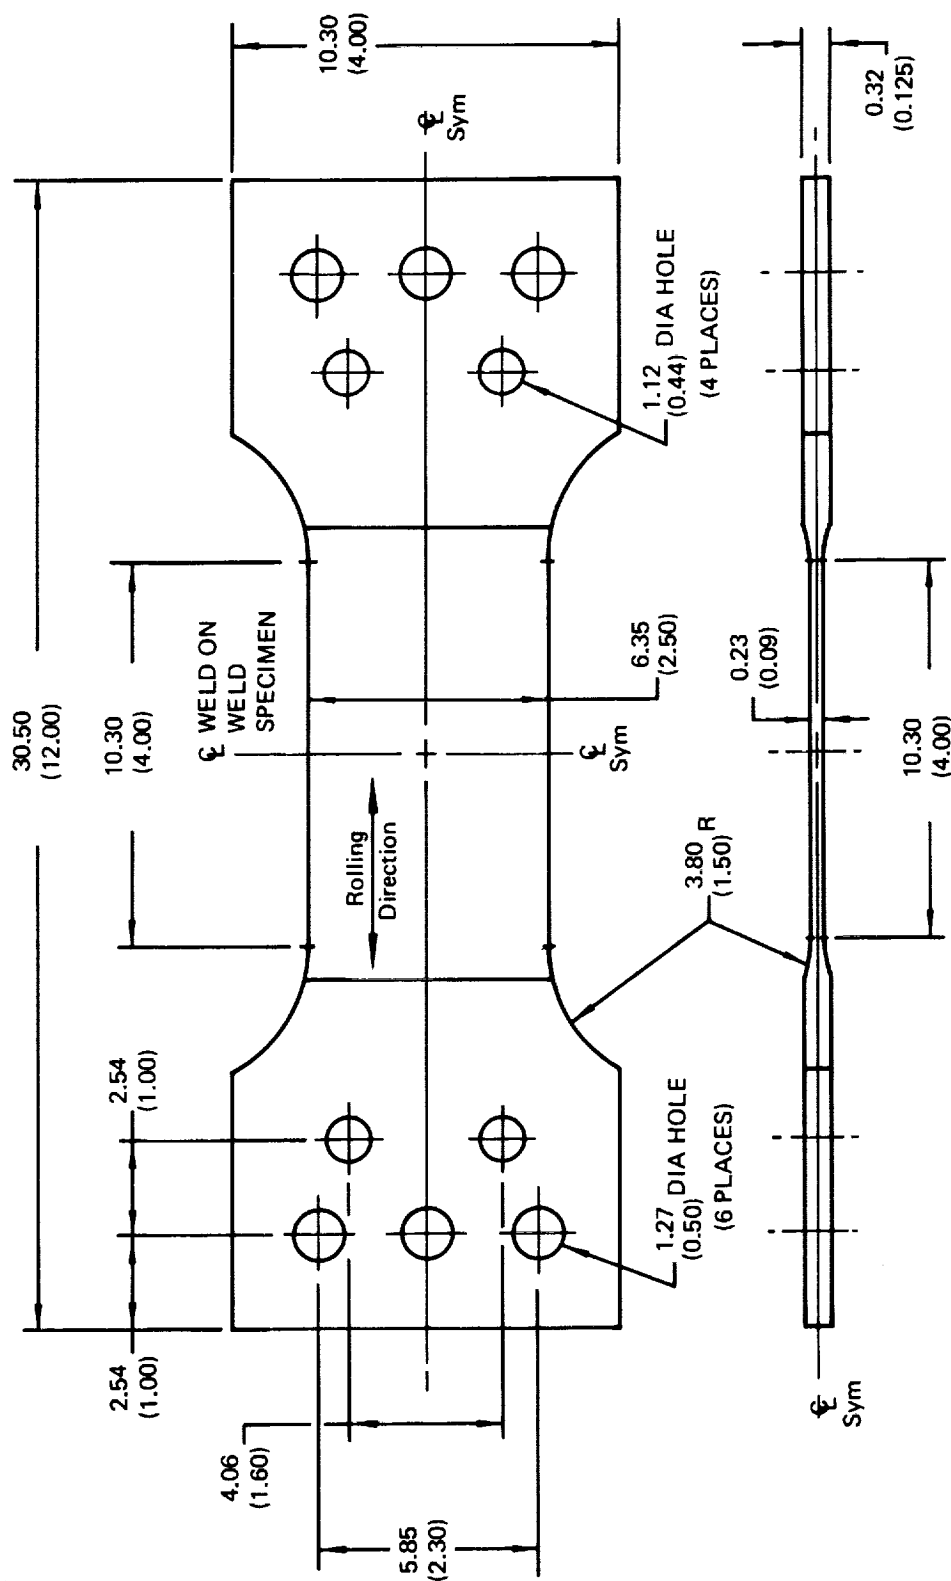 30.50
(12.00)
10.30
(4.00)
2.54
(1.00)
2.54
(1.00)
℄ WELD ON
WELD
SPECIMEN
10.30
(4.00)
℄
Sym
Rolling
Direction
6.35
(2.50)
℄
Sym
4.06
(1.60)
5.85
(2.30)
1.27 DIA HOLE
(0.50)
(6 PLACES)
3.80 R
(1.50)
1.12 DIA HOLE
(0.44)
(4 PLACES)
0.23
(0.09)
0.32
(0.125)
℄
Sym
10.30
(4.00)